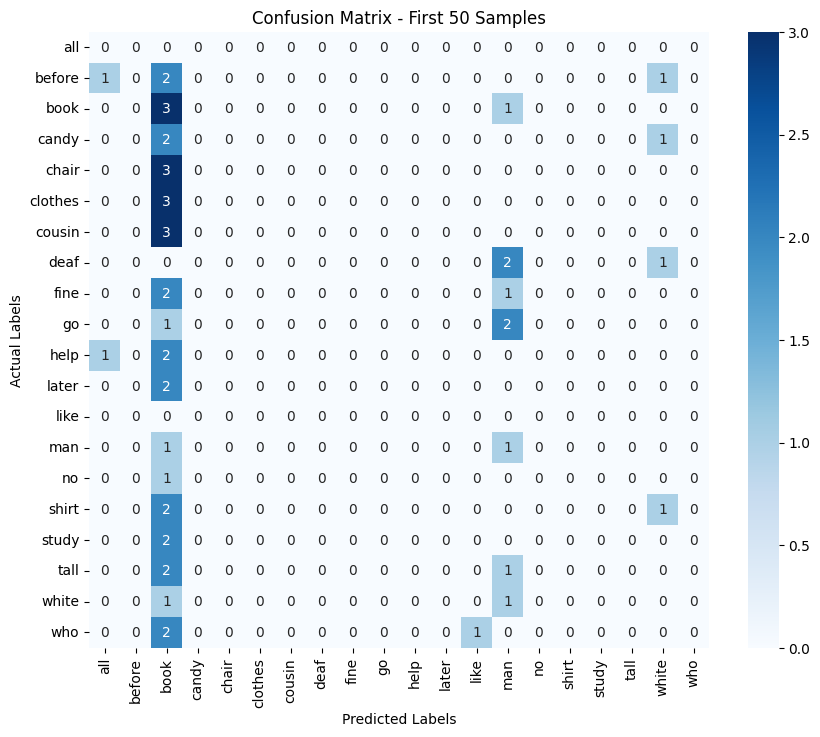 Confusion Matrix - First 50 Samples
all 0 0 0 0 0 0 0 0 0 0 0 0 0 0 0 0 0 0 0 0
before 1 0 2 0 0 0 0 0 0 0 0 0 0 0 0 0 0 0 1 0
book 0 0 3 0 0 0 0 0 0 0 0 0 0 1 0 0 0 0 0 0
candy 0 0 2 0 0 0 0 0 0 0 0 0 0 0 0 0 0 0 1 0
chair 0 0 3 0 0 0 0 0 0 0 0 0 0 0 0 0 0 0 0 0
clothes 0 0 3 0 0 0 0 0 0 0 0 0 0 0 0 0 0 0 0 0
cousin 0 0 3 0 0 0 0 0 0 0 0 0 0 0 0 0 0 0 0 0
deaf 0 0 0 0 0 0 0 0 0 0 0 0 0 2 0 0 0 0 1 0
fine 0 0 2 0 0 0 0 0 0 0 0 0 0 1 0 0 0 0 0 0
go 0 0 1 0 0 0 0 0 0 0 0 0 0 2 0 0 0 0 0 0
help 1 0 2 0 0 0 0 0 0 0 0 0 0 0 0 0 0 0 0 0
later 0 0 2 0 0 0 0 0 0 0 0 0 0 0 0 0 0 0 0 0
like 0 0 0 0 0 0 0 0 0 0 0 0 0 0 0 0 0 0 0 0
man 0 0 1 0 0 0 0 0 0 0 0 0 0 1 0 0 0 0 0 0
no 0 0 1 0 0 0 0 0 0 0 0 0 0 0 0 0 0 0 0 0
shirt 0 0 2 0 0 0 0 0 0 0 0 0 0 0 0 0 0 0 1 0
study 0 0 2 0 0 0 0 0 0 0 0 0 0 0 0 0 0 0 0 0
tall 0 0 2 0 0 0 0 0 0 0 0 0 0 1 0 0 0 0 0 0
white 0 0 1 0 0 0 0 0 0 0 0 0 0 1 0 0 0 0 0 0
who 0 0 2 0 0 0 0 0 0 0 0 0 1 0 0 0 0 0 0 0
all before book candy chair clothes cousin deaf fine go help later like man no shirt study tall white who
Predicted Labels
Actual Labels
3.0
2.5
2.0
1.5
1.0
0.5
0.0